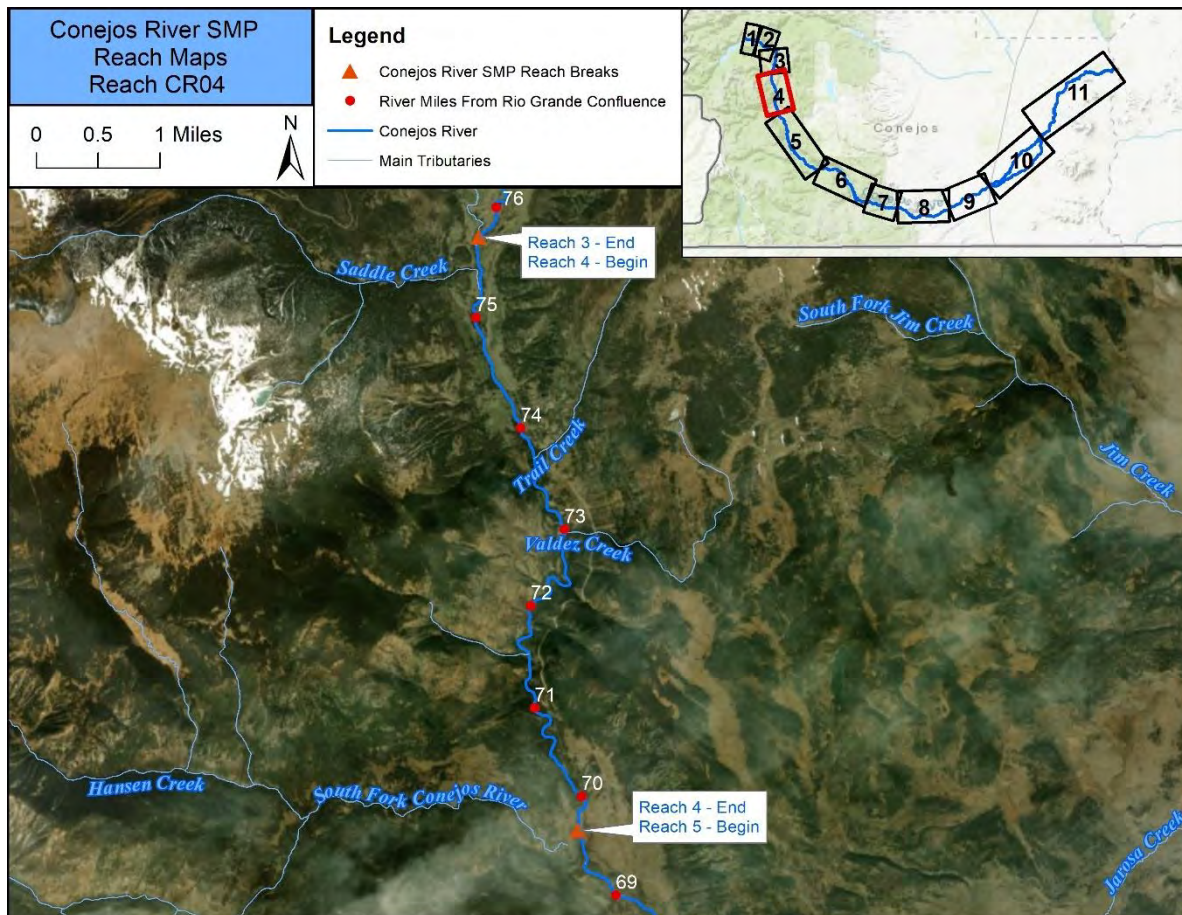 Conejos River SMP
Reach Maps
Reach CR04
0 0.5 1 Miles
N
Legend
Conejos River SMP Reach Breaks
River Miles From Rio Grande Confluence
Conejos River
Main Tributaries
1
2
3
4
5
6
7
8
9
10
11
Conejos
76
Reach 3 - End
Reach 4 - Begin
Saddle Creek
75
South Fork Jim Creek
74
Trail Creek
Jim Creek
73
Valdez Creek
72
71
70
Hansen Creek
South Fork Conejos River
Reach 4 - End
Reach 5 - Begin
69
Jarosa Creek